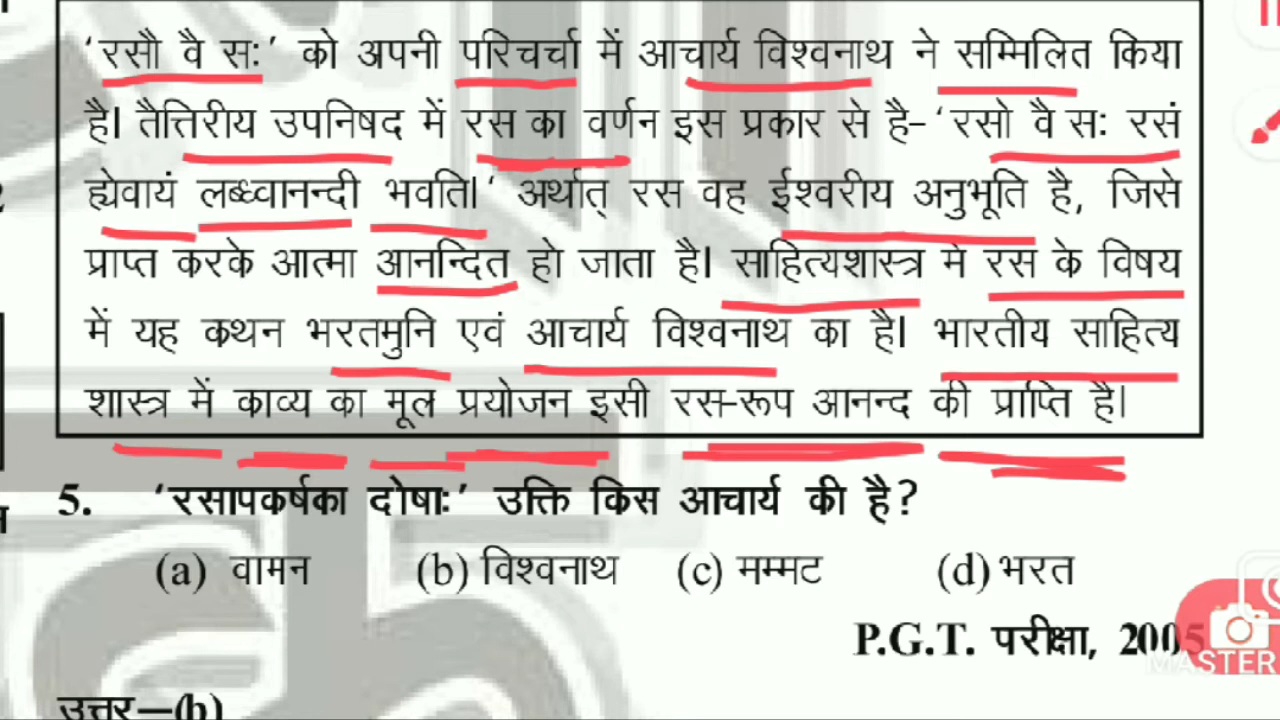 ‘रसौ वै सः’ को अपनी परिचर्चा में आचार्य विश्वनाथ ने सम्मिलित किया
है। तैत्तिरीय उपनिषद में रस का वर्णन इस प्रकार से है– ‘रसो वै सः रसं
ह्येवायं लब्ध्वानन्दी भवति।‘ अर्थात् रस वह ईश्वरीय अनुभूति है, जिसे
प्राप्त करके आत्मा आनन्दित हो जाता है। साहित्यशास्त्र में रस के विषय
में यह कथन भरतमुनि एवं आचार्य विश्वनाथ का है। भारतीय साहित्य
शास्त्र में काव्य का मूल प्रयोजन इसी रस-रूप आनन्द की प्राप्ति है।
5. ‘रसापकर्षका दोषाः’ उक्ति किस आचार्य की है?
(a) वामन (b) विश्वनाथ (c) मम्मट (d) भरत
P.G.T. परीक्षा, 2005
उत्तर—(b)
MASTER